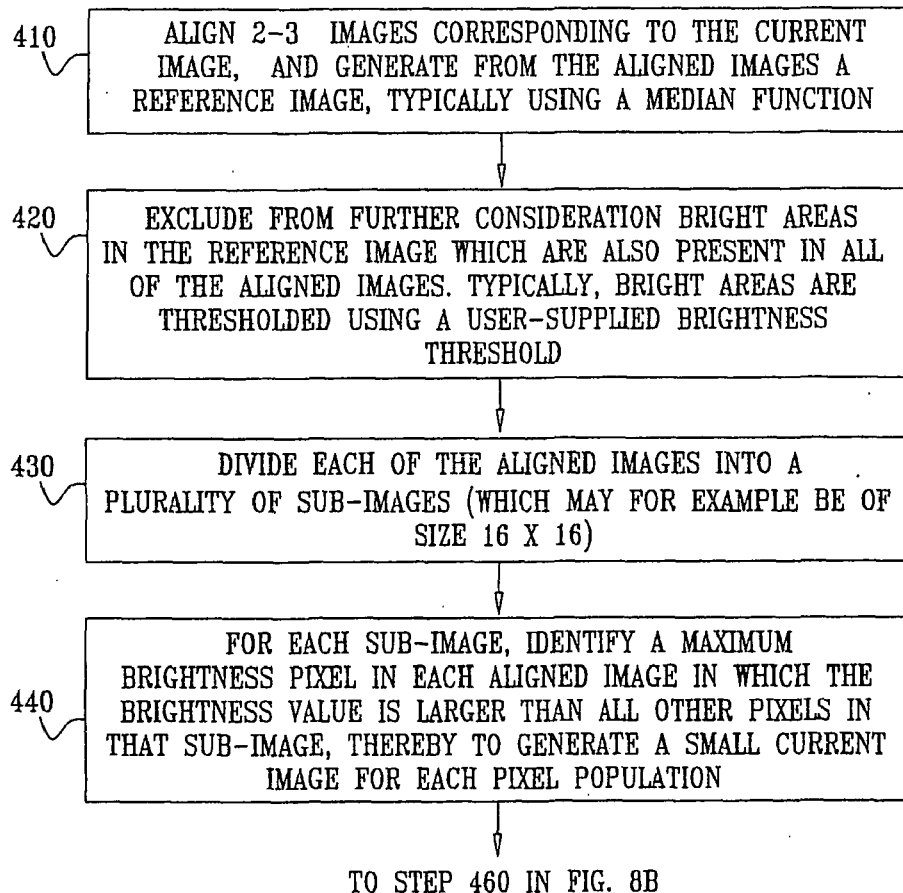 410
ALIGN 2-3 IMAGES CORRESPONDING TO THE CURRENT
IMAGE, AND GENERATE FROM THE ALIGNED IMAGES A
REFERENCE IMAGE, TYPICALLY USING A MEDIAN FUNCTION
420
EXCLUDE FROM FURTHER CONSIDERATION BRIGHT AREAS
IN THE REFERENCE IMAGE WHICH ARE ALSO PRESENT IN ALL
OF THE ALIGNED IMAGES. TYPICALLY, BRIGHT AREAS ARE
THRESHOLDED USING A USER-SUPPLIED BRIGHTNESS
THRESHOLD
430
DIVIDE EACH OF THE ALIGNED IMAGES INTO A
PLURALITY OF SUB-IMAGES (WHICH MAY FOR EXAMPLE BE OF
SIZE 16 X 16)
440
FOR EACH SUB-IMAGE, IDENTIFY A MAXIMUM
BRIGHTNESS PIXEL IN EACH ALIGNED IMAGE IN WHICH THE
BRIGHTNESS VALUE IS LARGER THAN ALL OTHER PIXELS IN
THAT SUB-IMAGE, THEREBY TO GENERATE A SMALL CURRENT
IMAGE FOR EACH PIXEL POPULATION
TO STEP 460 IN FIG. 8B